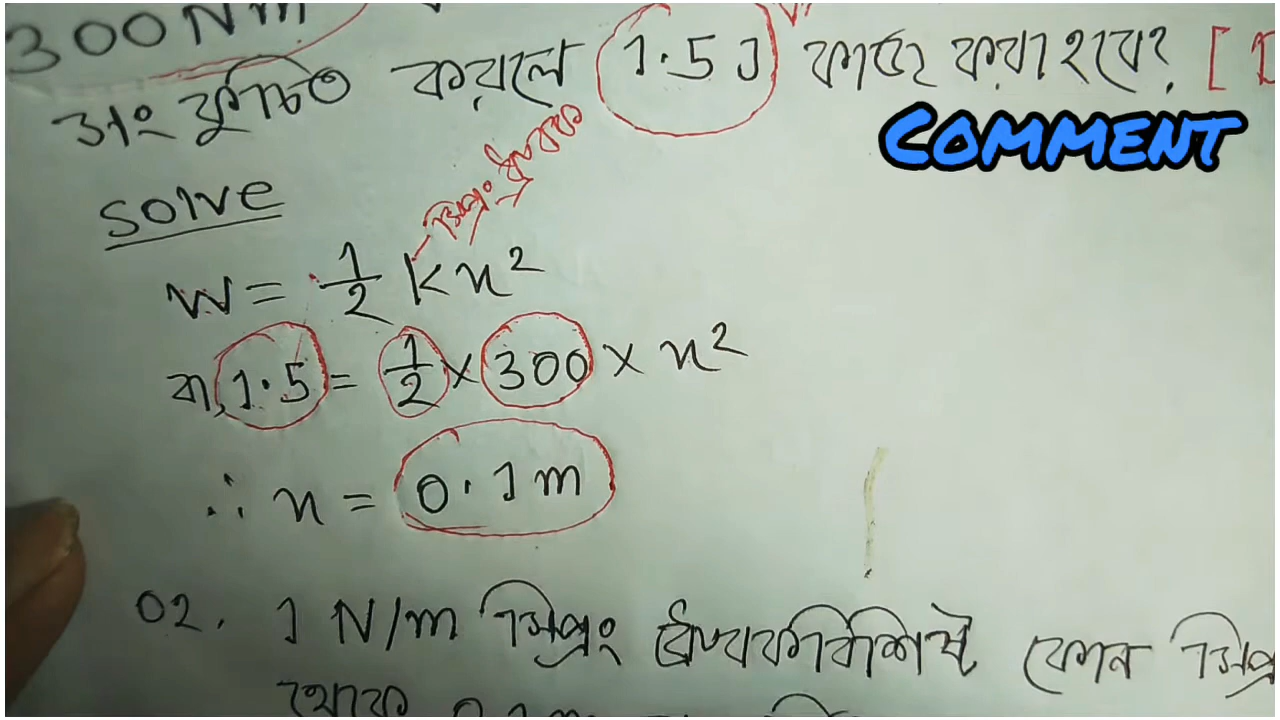 300 Nm
করলে 1.5 J কাজ করা হবে? [
COMMENT
Solve
স্প্রিং ধ্রুবক
W = 1/2 Kx²
বা, 1.5 = 1/2 × 300 × x²
∴ x = 0.1 m
02. 1 N/m স্প্রিং ধ্রুবকবিশিষ্ট কোন
থেকে